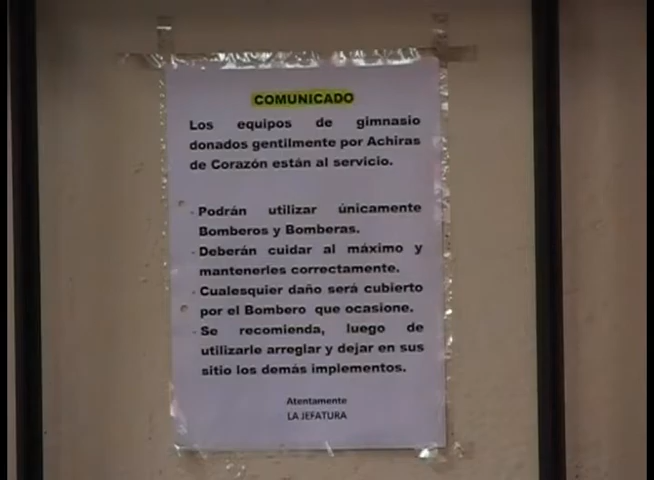 COMUNICADO
Los equipos de gimnasio
donados gentilmente por Achiras
de Corazón están al servicio.
- Podrán utilizar únicamente
Bomberos y Bomberas.
- Deberán cuidar al máximo y
mantenerles correctamente.
- Cualesquier daño será cubierto
por el Bombero que ocasione.
- Se recomienda, luego de
utilizarle arreglar y dejar en sus
sitio los demás implementos.
Atentamente
LA JEFATURA